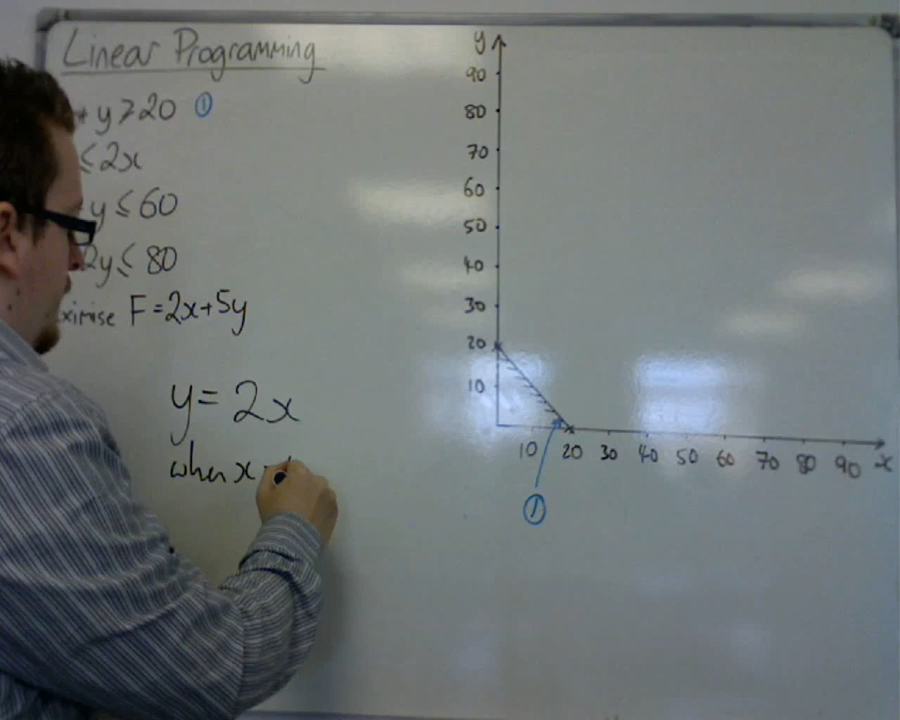 Linear Programming
+ y ≥ 20 ①
≤ 2x
y ≤ 60
2y ≤ 80
ximise F = 2x + 5y
y = 2x
when x =
y
90
80
70
60
50
40
30
20
10
10 20 30 40 50 60 70 80 90 x
①